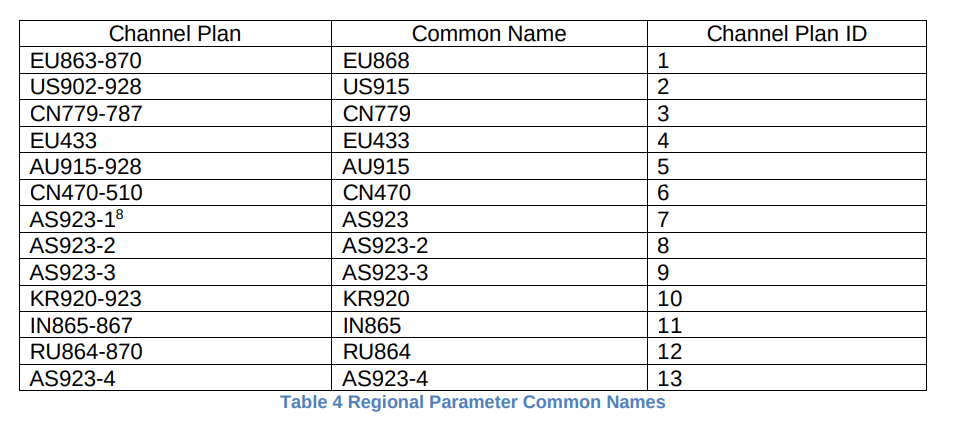 Channel Plan Common Name Channel Plan ID
EU863-870 EU868 1
US902-928 US915 2
CN779-787 CN779 3
EU433 EU433 4
AU915-928 AU915 5
CN470-510 CN470 6
AS923-1⁸ AS923 7
AS923-2 AS923-2 8
AS923-3 AS923-3 9
KR920-923 KR920 10
IN865-867 IN865 11
RU864-870 RU864 12
AS923-4 AS923-4 13
Table 4 Regional Parameter Common Names